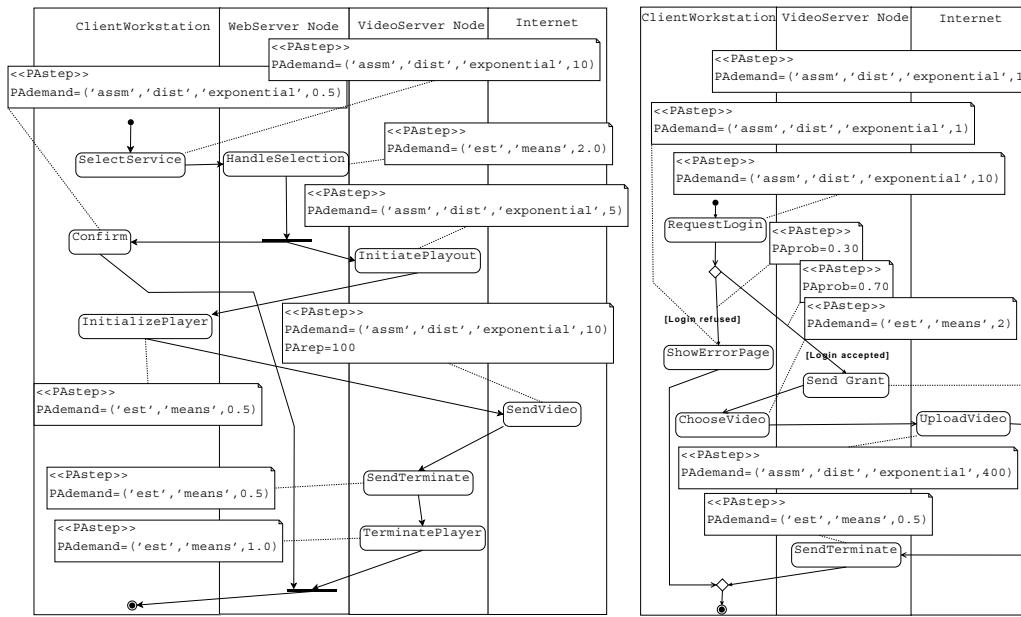 ClientWorkstation
WebServer Node
VideoServer Node
Internet
<<PAstep>>
PAdemand=('assm','dist','exponential',10)
<<PAstep>>
PAdemand=('assm','dist','exponential',0.5)
SelectService
HandleSelection
<<PAstep>>
PAdemand=('est','means',2.0)
<<PAstep>>
PAdemand=('assm','dist','exponential',5)
Confirm
InitiatePlayout
InitializePlayer
<<PAstep>>
PAdemand=('assm','dist','exponential',10)
PArep=100
<<PAstep>>
PAdemand=('est','means',0.5)
SendVideo
<<PAstep>>
PAdemand=('est','means',0.5)
SendTerminate
<<PAstep>>
PAdemand=('est','means',1.0)
TerminatePlayer
ClientWorkstation
VideoServer Node
Internet
<<PAstep>>
PAdemand=('assm','dist','exponential',1
<<PAstep>>
PAdemand=('assm','dist','exponential',1)
<<PAstep>>
PAdemand=('assm','dist','exponential',10)
RequestLogin
<<PAstep>>
PAprob=0.30
<<PAstep>>
PAprob=0.70
<<PAstep>>
PAdemand=('est','means',2)
[Login refused]
ShowErrorPage
[Login accepted]
Send Grant
ChooseVideo
UploadVideo
<<PAstep>>
PAdemand=('assm','dist','exponential',400)
<<PAstep>>
PAdemand=('est','means',0.5)
SendTerminate